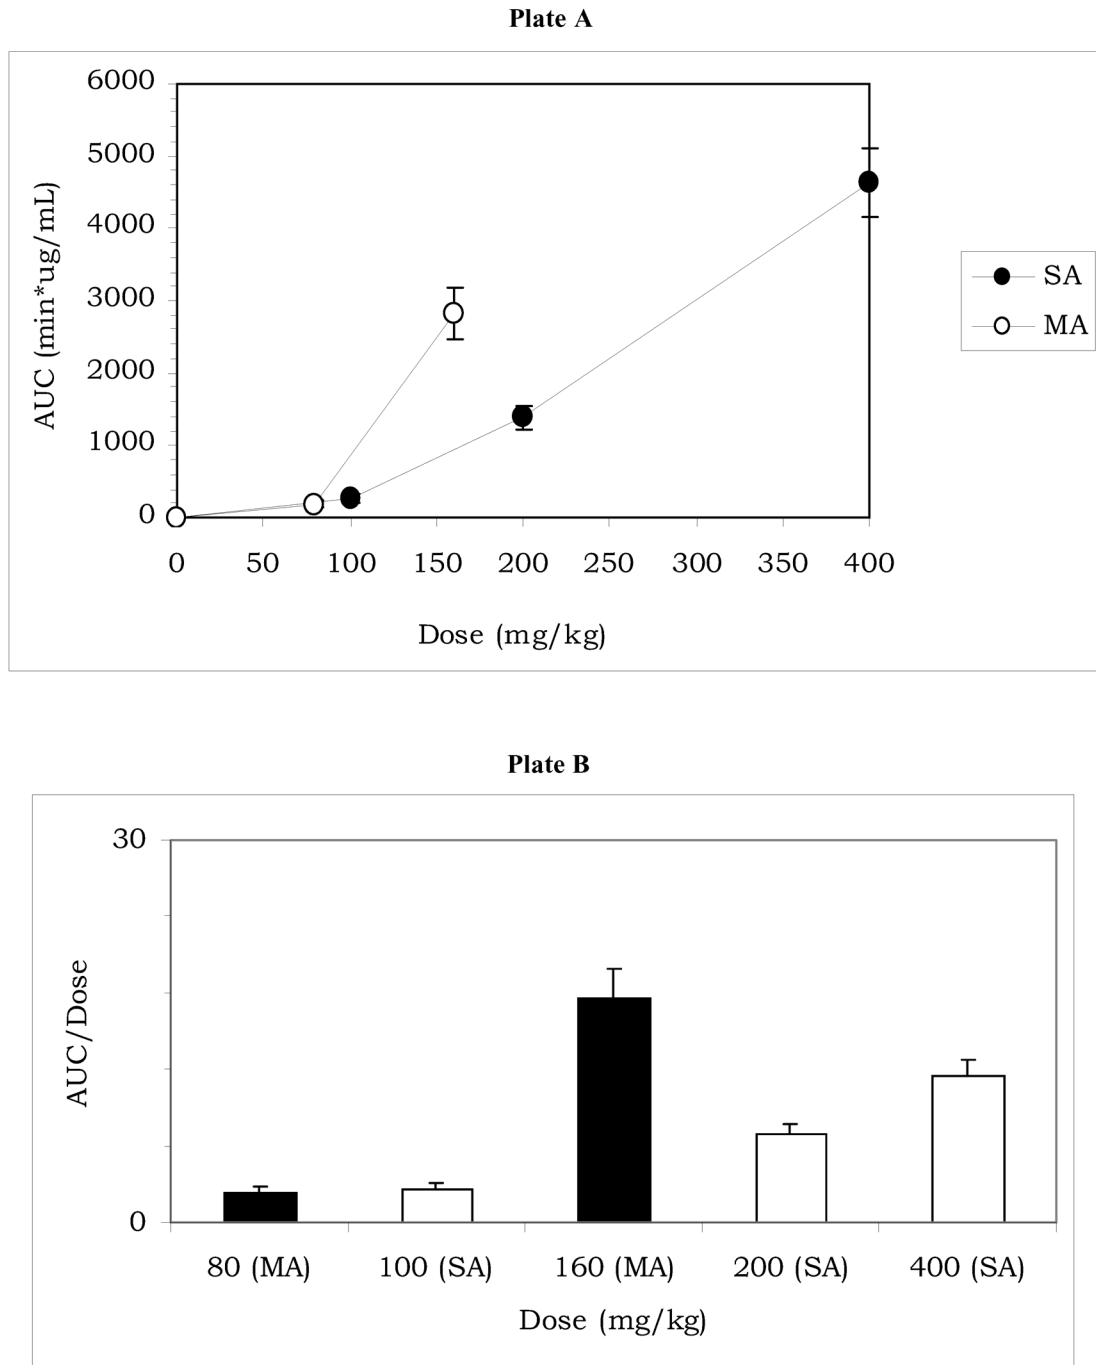 Plate A
6000
5000
4000
3000
2000
1000
0
AUC (min*ug/mL)
0 50 100 150 200 250 300 350 400
Dose (mg/kg)
SA
MA
Plate B
30
0
AUC/Dose
80 (MA) 100 (SA) 160 (MA) 200 (SA) 400 (SA)
Dose (mg/kg)